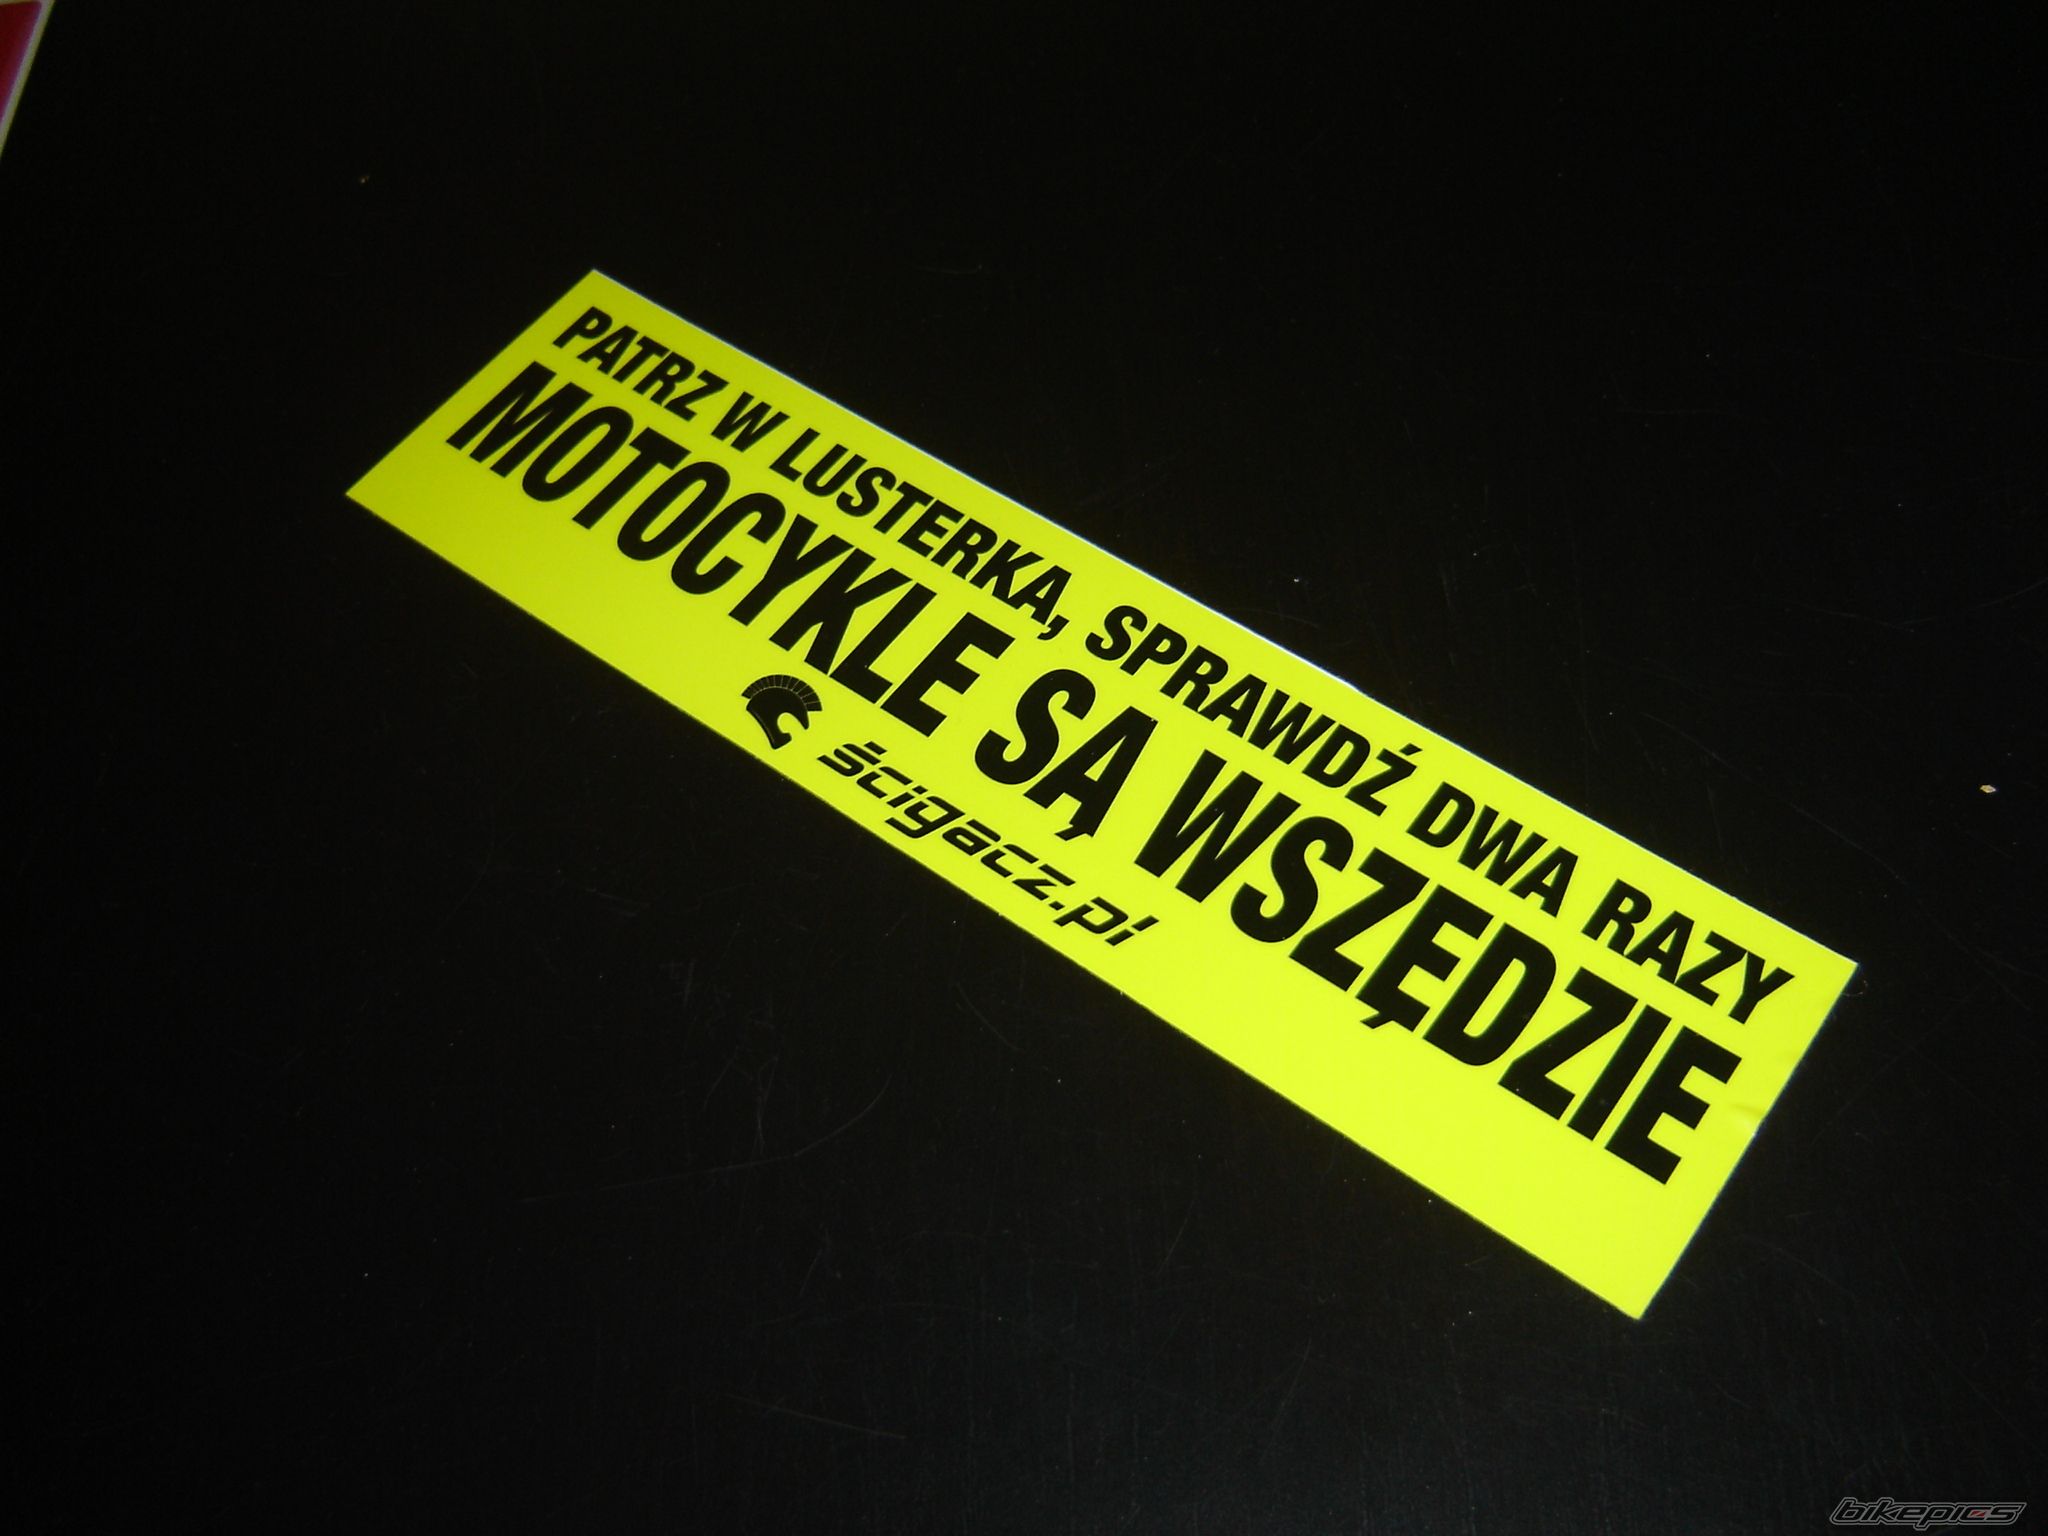 PATRZ W LUSTERKA, SPRAWDŹ DWA RAZY
MOTOCYKLE SĄ WSZĘDZIE
ścigacz.pl
bikepics